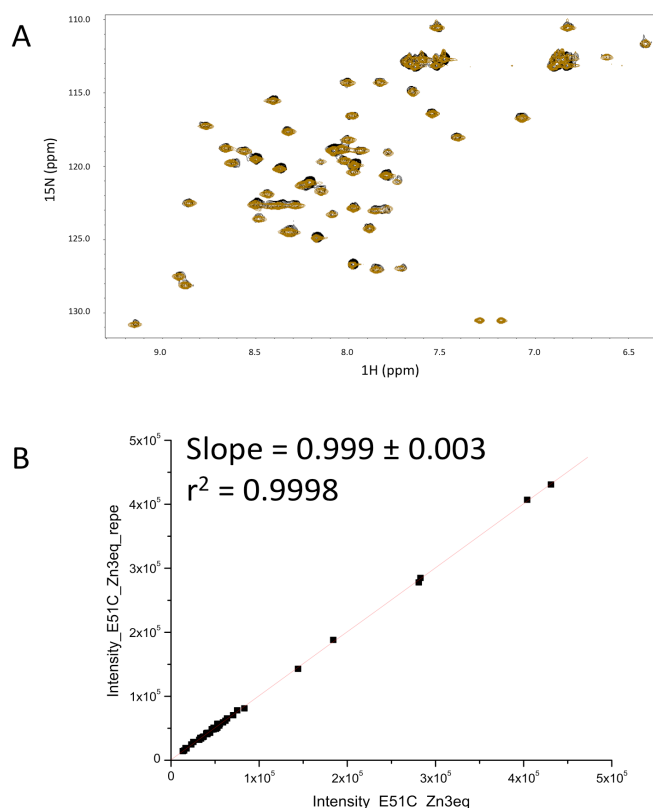 A
110.0
115.0
120.0
125.0
130.0
15N (ppm)
9.0 8.5 8.0 7.5 7.0 6.5
1H (ppm)
B
Slope = 0.999 ± 0.003
r² = 0.9998
5x10⁵
4x10⁵
3x10⁵
2x10⁵
1x10⁵
0
Intensity_E51C_Zn3eq_repe
0 1x10⁵ 2x10⁵ 3x10⁵ 4x10⁵ 5x10⁵
Intensity_E51C_Zn3eq